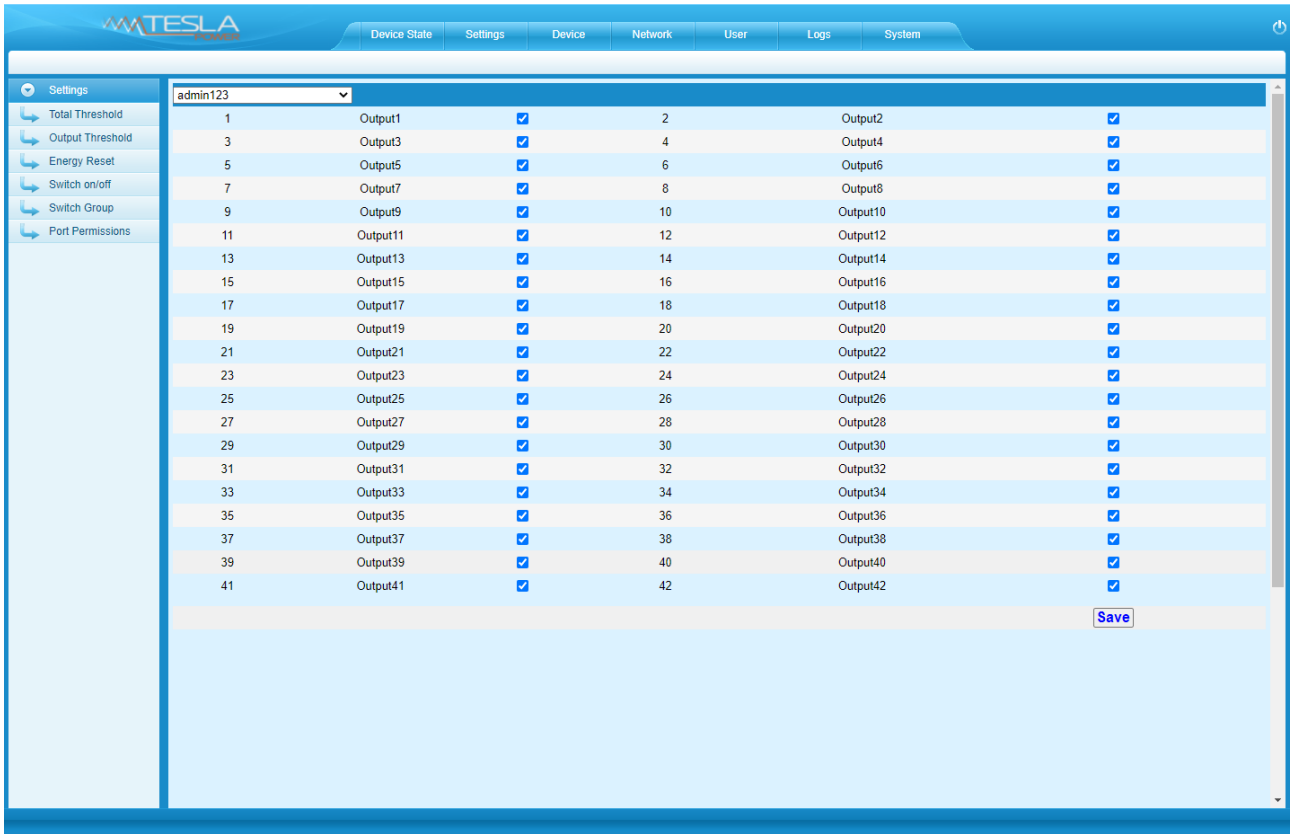 TESLA
POWER
Device State Settings Device Network User Logs System
Settings
Total Threshold
Output Threshold
Energy Reset
Switch on/off
Switch Group
Port Permissions
admin123
1 Output1 2 Output2
3 Output3 4 Output4
5 Output5 6 Output6
7 Output7 8 Output8
9 Output9 10 Output10
11 Output11 12 Output12
13 Output13 14 Output14
15 Output15 16 Output16
17 Output17 18 Output18
19 Output19 20 Output20
21 Output21 22 Output22
23 Output23 24 Output24
25 Output25 26 Output26
27 Output27 28 Output28
29 Output29 30 Output30
31 Output31 32 Output32
33 Output33 34 Output34
35 Output35 36 Output36
37 Output37 38 Output38
39 Output39 40 Output40
41 Output41 42 Output42
Save